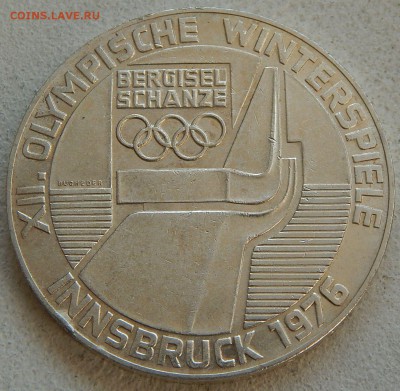 COINS.LAVE.RU
XII. OLYMPISCHE WINTERSPIELE
BERGISEL
SCHANZE
INNSBRUCK 1976